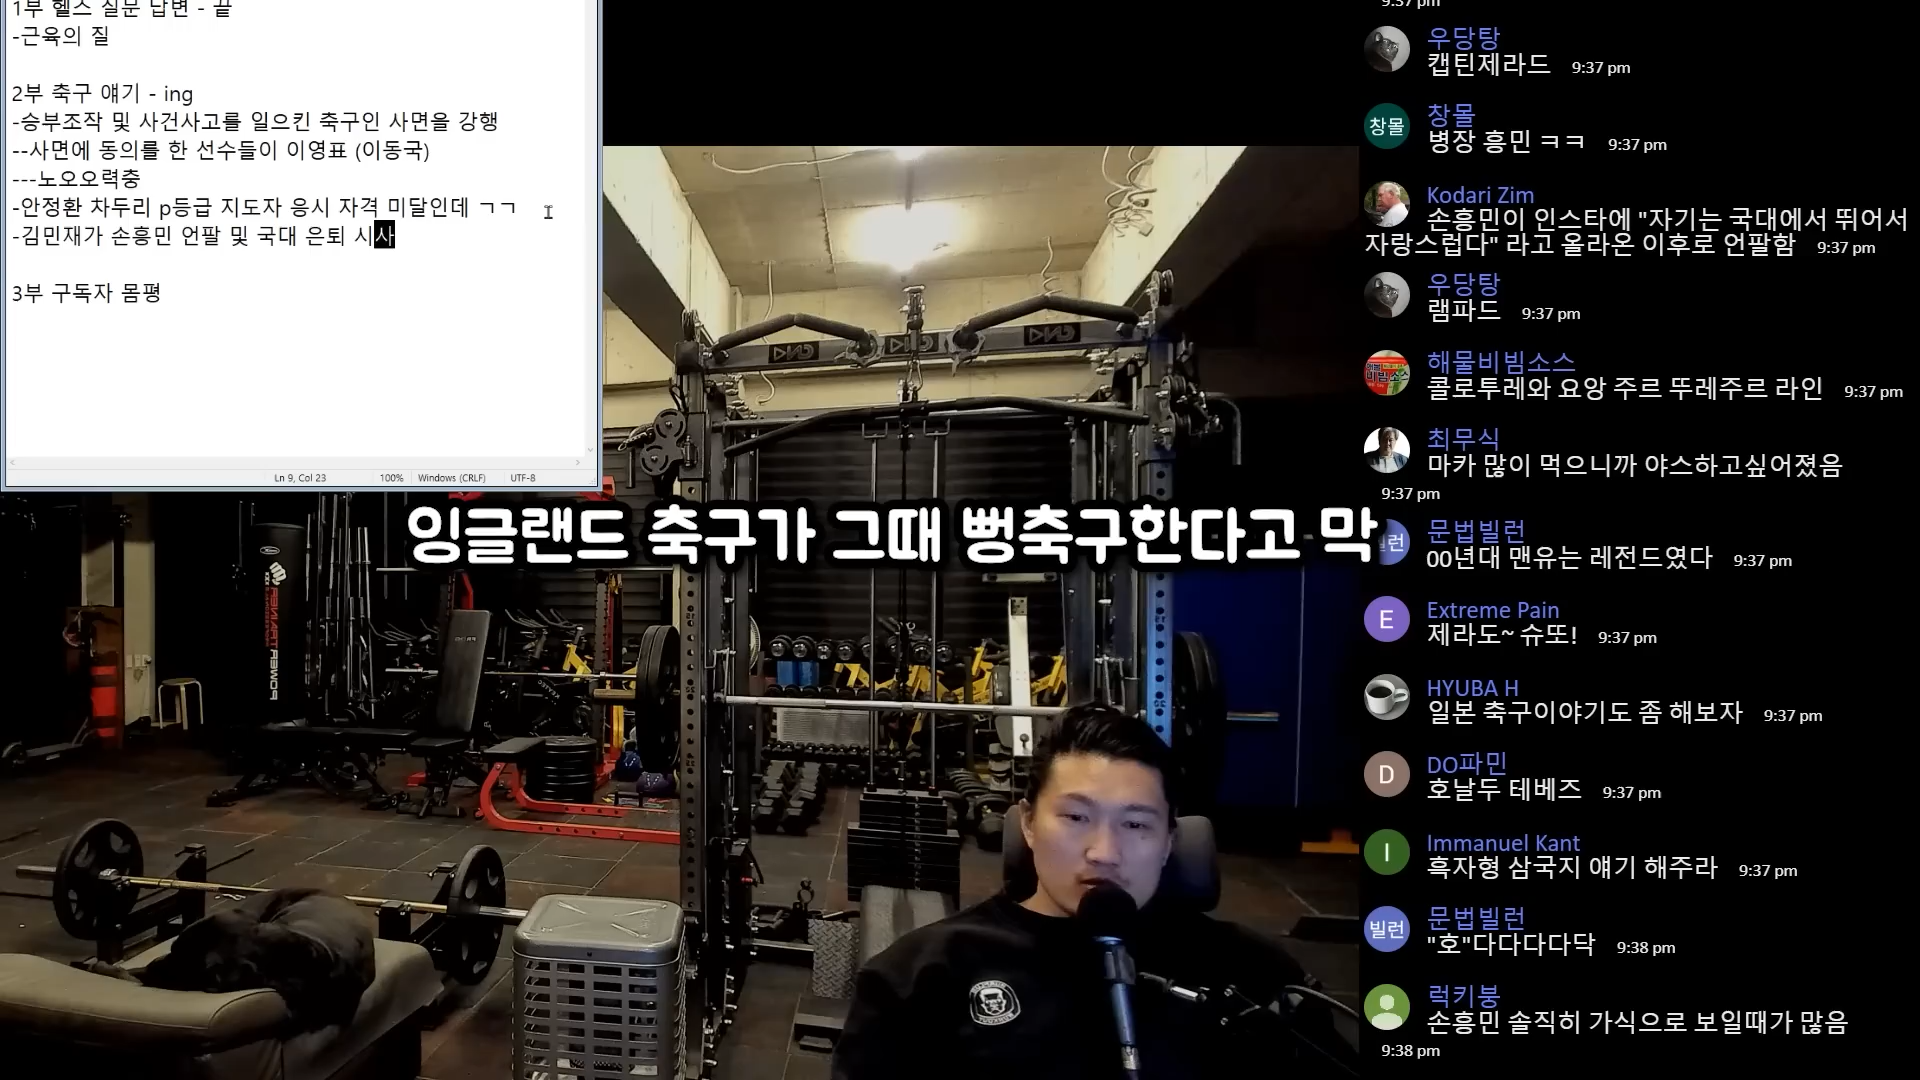 1부 헬스 질문 답변 - 끝
-근육의 질
2부 축구 얘기 - ing
-승부조작 및 사건사고를 일으킨 축구인 사면을 강행
--사면에 동의를 한 선수들이 이영표 (이동국)
---노오오력충
-안정환 차두리 p등급 지도자 응시 자격 미달인데 ㄱㄱ
-김민재가 손흥민 언팔 및 국대 은퇴 시사
3부 구독자 몸평
Ln 9, Col 23 100% Windows (CRLF) UTF-8
잉글랜드 축구가 그때 뻥축구한다고 막
9:37 pm
우당탕
캡틴제라드 9:37 pm
창몰
창몰
병장 흥민 ㅋㅋ 9:37 pm
Kodari Zim
손흥민이 인스타에 "자기는 국대에서 뛰어서
자랑스럽다" 라고 올라온 이후로 언팔함 9:37 pm
우당탕
램파드 9:37 pm
해물비빔소스
콜로투레와 요앙 주르 뚜레주르 라인 9:37 pm
최무식
마카 많이 먹으니까 야스하고싶어졌음
9:37 pm
문법빌런
00년대 맨유는 레전드였다 9:37 pm
E
Extreme Pain
제라도~ 슈또! 9:37 pm
HYUBA H
일본 축구이야기도 좀 해보자 9:37 pm
D
DO파민
호날두 테베즈 9:37 pm
I
Immanuel Kant
흑자형 삼국지 얘기 해주라 9:37 pm
빌런
문법빌런
"호"다다다다닥 9:38 pm
럭키붕
손흥민 솔직히 가식으로 보일때가 많음
9:38 pm